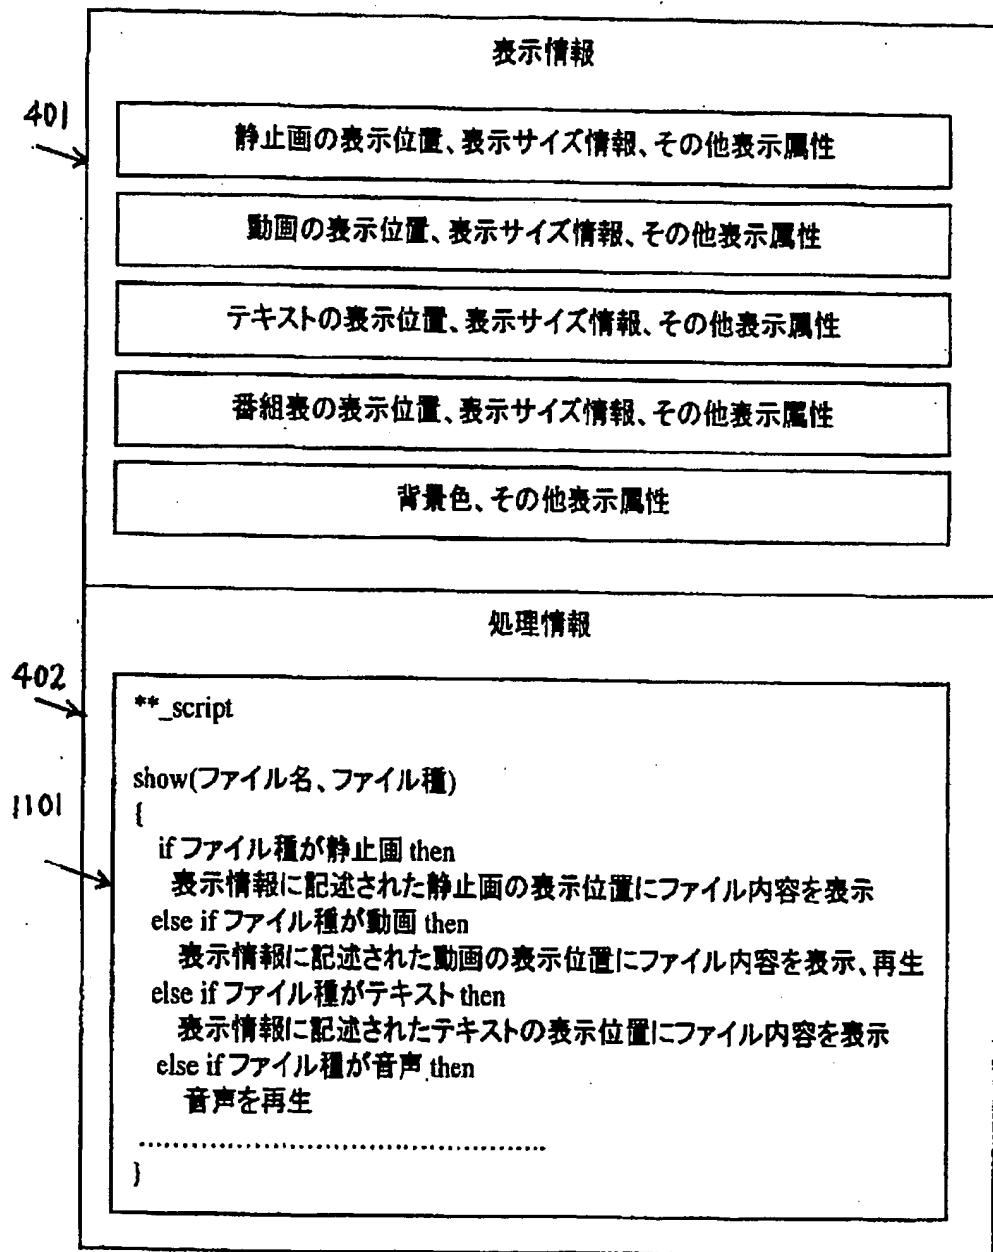 表示情報
401
静止画の表示位置、表示サイズ情報、その他表示属性
動画の表示位置、表示サイズ情報、その他表示属性
テキストの表示位置、表示サイズ情報、その他表示属性
番組表の表示位置、表示サイズ情報、その他表示属性
背景色、その他表示属性
処理情報
402
**_script
show(ファイル名、ファイル種)
1101
{
if ファイル種が静止画 then
表示情報に記述された静止画の表示位置にファイル内容を表示
else if ファイル種が動画 then
表示情報に記述された動画の表示位置にファイル内容を表示、再生
else if ファイル種がテキスト then
表示情報に記述されたテキストの表示位置にファイル内容を表示
else if ファイル種が音声 then
音声を再生
................................................
}